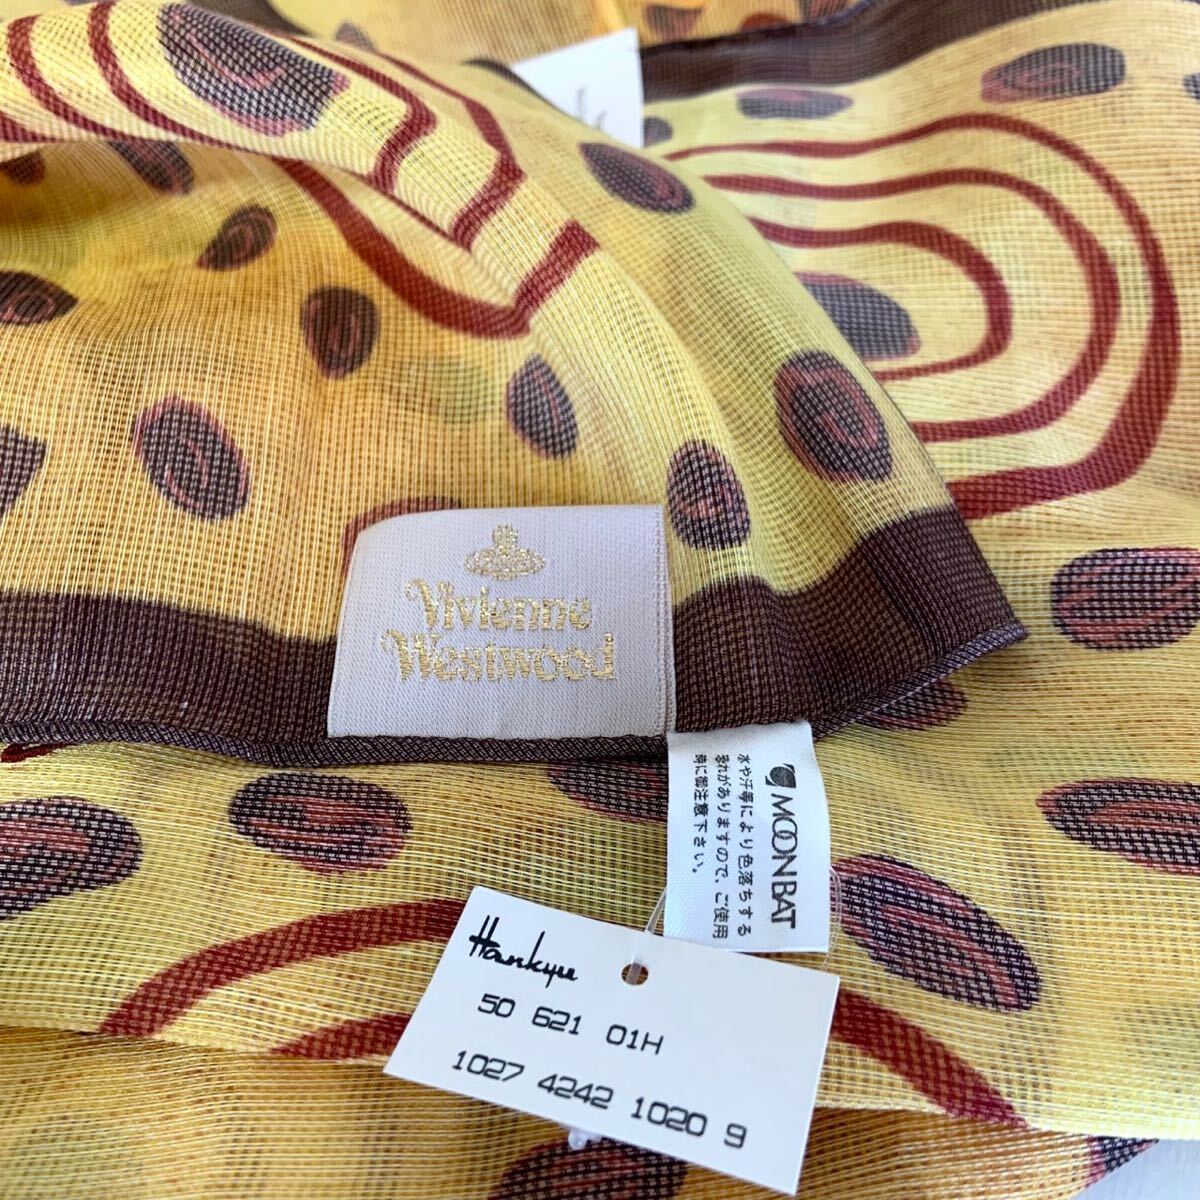 Vivienne
Westwood
MOONBAT
水や汗等により色落ちする
恐れがありますので、ご使用
時に御注意下さい。
Hankyu
50 621 01H
1027 4242 1020 9